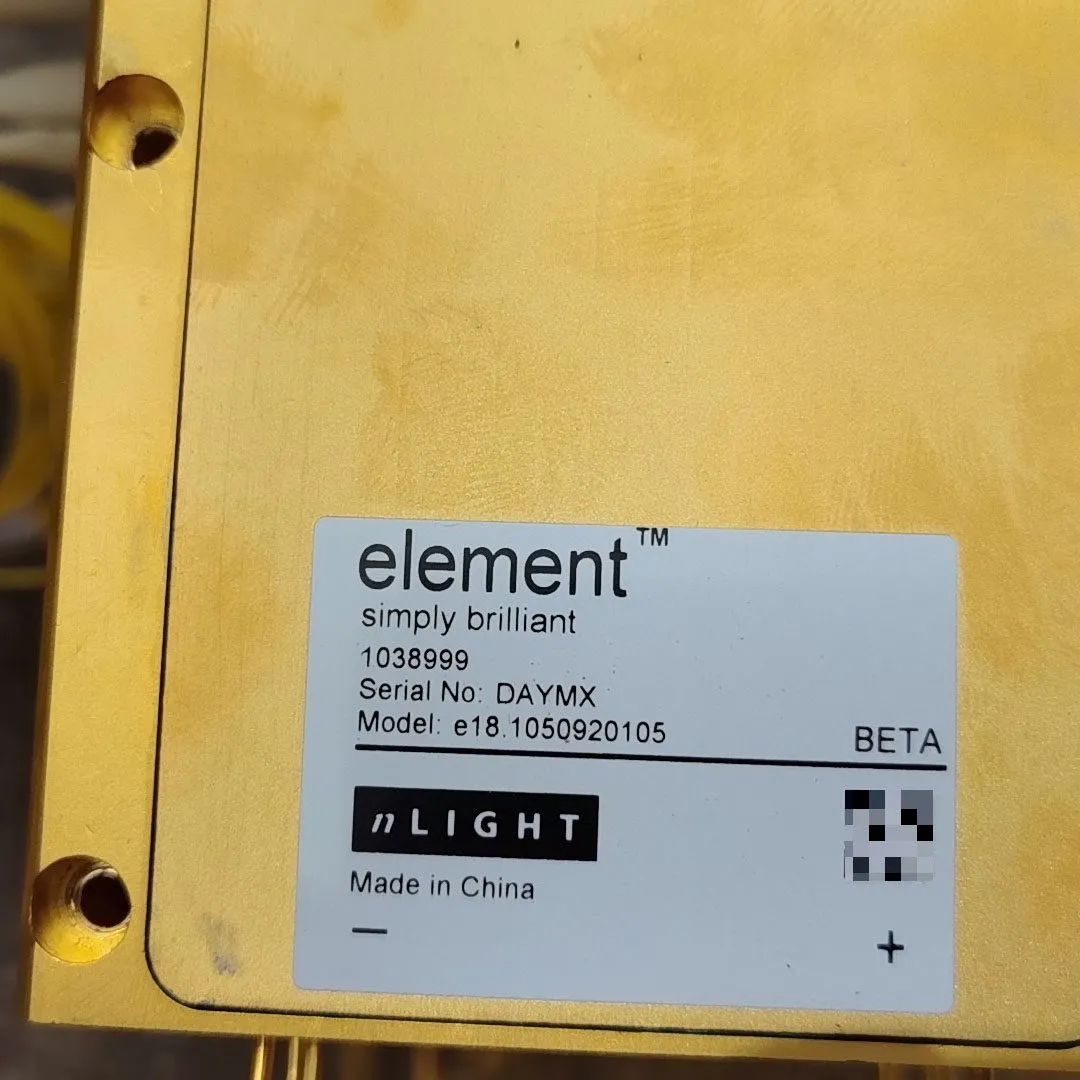 element™
simply brilliant
1038999
Serial No: DAYMX
Model: e18.1050920105
BETA
nLIGHT
Made in China
— +